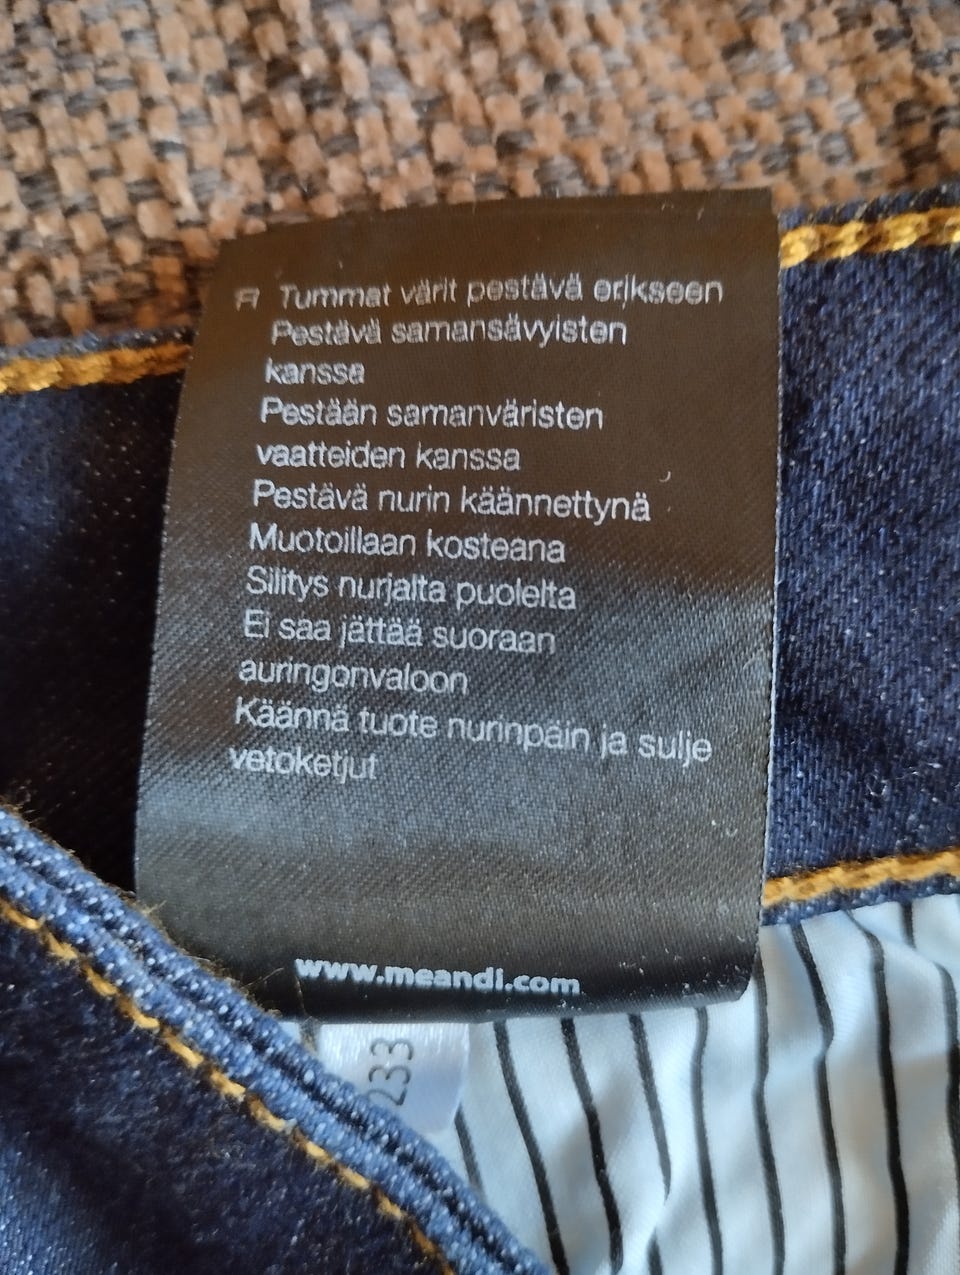 FI Tummat värit pestävä erikseen
Pestävä samansävyisten
kanssa
Pestään samanväristen
vaatteiden kanssa
Pestävä nurin käännettynä
Muotoillaan kosteana
Silitys nurjalta puolelta
Ei saa jättää suoraan
auringonvaloon
Käännä tuote nurinpäin ja sulje
vetoketjut
www.meandi.com
233